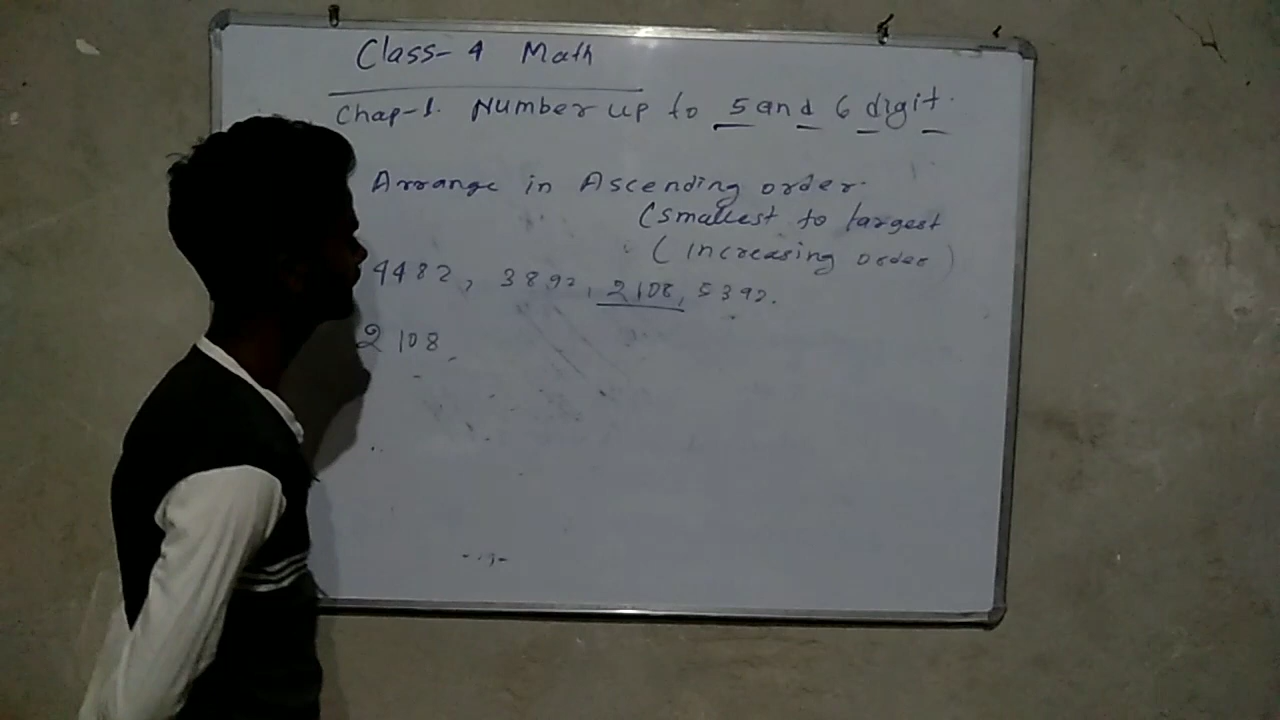 Class- 4 Math
Chap-1. Number up to 5 and 6 digit.
Arrange in Ascending order.
(smallest to largest
(increasing order)
4482, 3892, 2108, 5392.
2108,